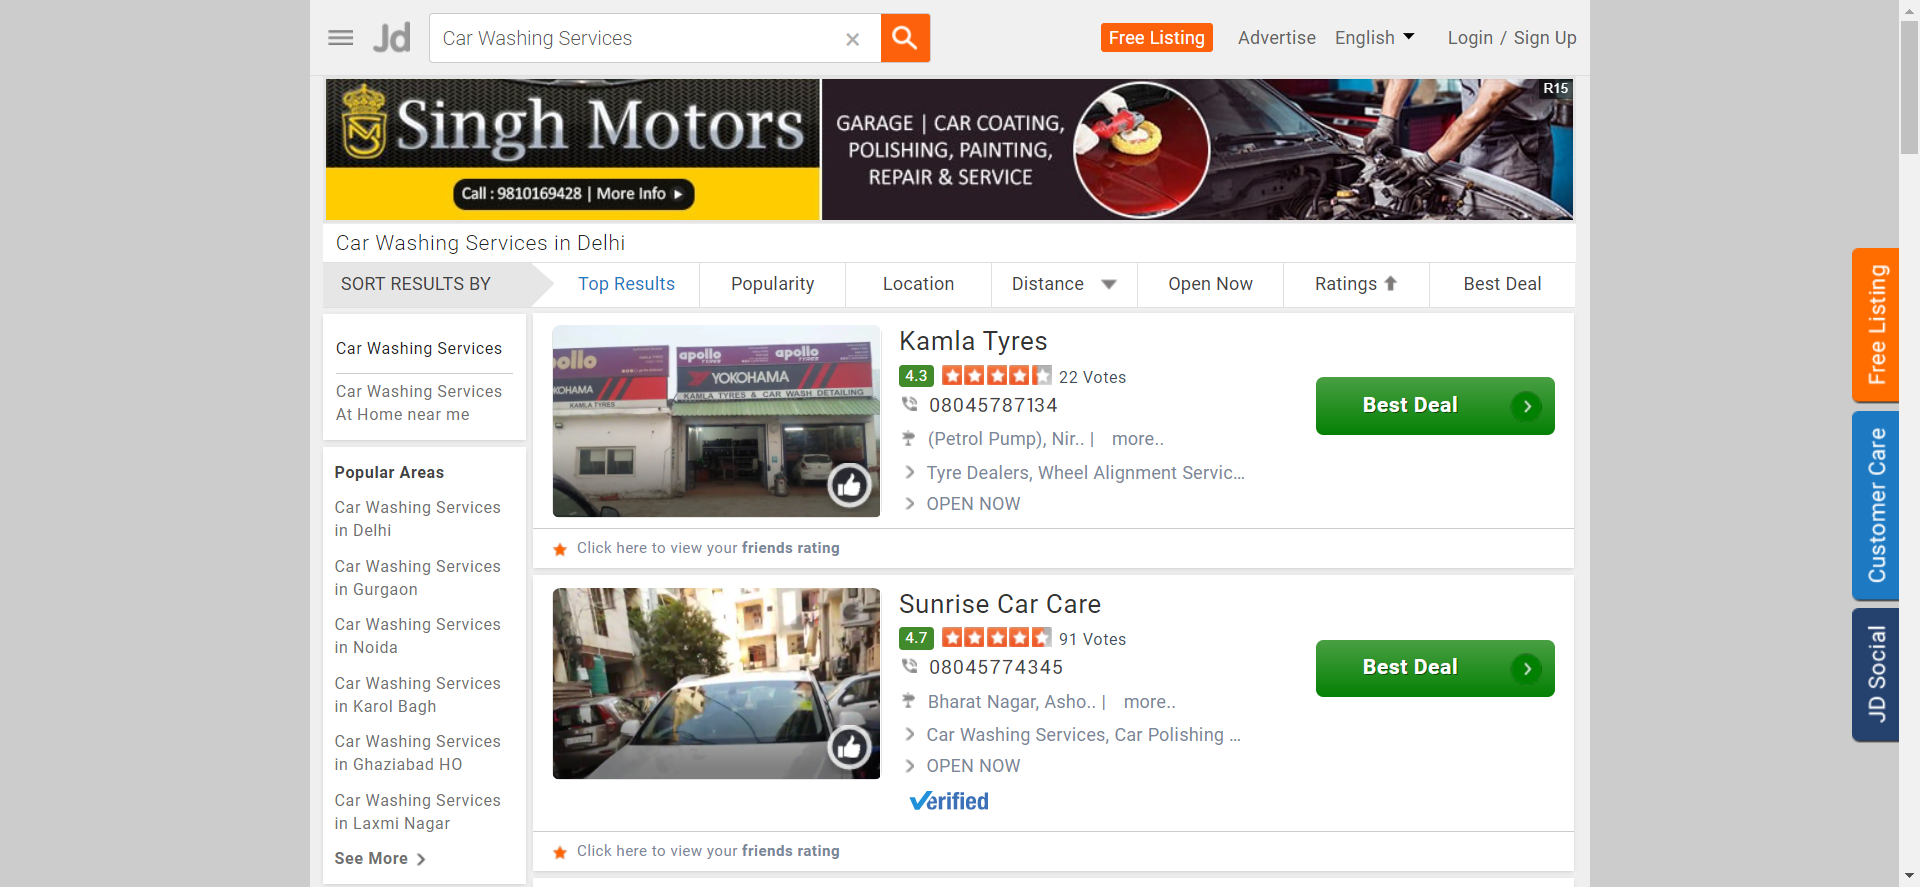 Jd
Car Washing Services
Free Listing
Advertise
English
Login / Sign Up
Singh Motors
Call : 9810169428 | More Info
GARAGE | CAR COATING,
POLISHING, PAINTING,
REPAIR & SERVICE
R15
Car Washing Services in Delhi
SORT RESULTS BY
Top Results
Popularity
Location
Distance
Open Now
Ratings
Best Deal
Car Washing Services
Car Washing Services
At Home near me
Popular Areas
Car Washing Services
in Delhi
Car Washing Services
in Gurgaon
Car Washing Services
in Noida
Car Washing Services
in Karol Bagh
Car Washing Services
in Ghaziabad HO
Car Washing Services
in Laxmi Nagar
See More
ollo
apollo
TYRES
apollo
TYRES
KOHAMA
YOKOHAMA
KAMLA TYRES
KAMLA TYRES & CAR WASH DETAILING
Kamla Tyres
4.3
22 Votes
08045787134
(Petrol Pump), Nir.. | more..
Tyre Dealers, Wheel Alignment Servic...
OPEN NOW
Best Deal
Click here to view your friends rating
Sunrise Car Care
4.7
91 Votes
08045774345
Bharat Nagar, Asho.. | more..
Car Washing Services, Car Polishing ...
OPEN NOW
Verified
Best Deal
Click here to view your friends rating
Free Listing
Customer Care
JD Social